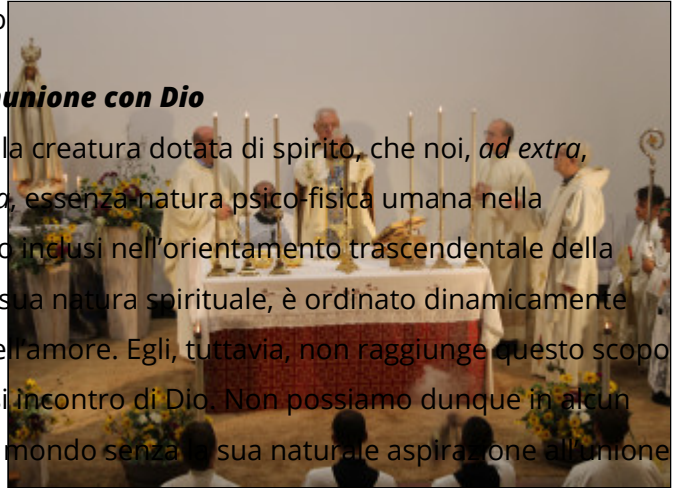 o
unione con Dio
la creatura dotata di spirito, che noi, ad extra,
a, essenza-natura psico-fisica umana nella
o inclusi nell'orientamento trascendentale della
sua natura spirituale, è ordinato dinamicamente
ell'amore. Egli, tuttavia, non raggiunge questo scopo
i incontro di Dio. Non possiamo dunque in alcun
mondo senza la sua naturale aspirazione all'unione